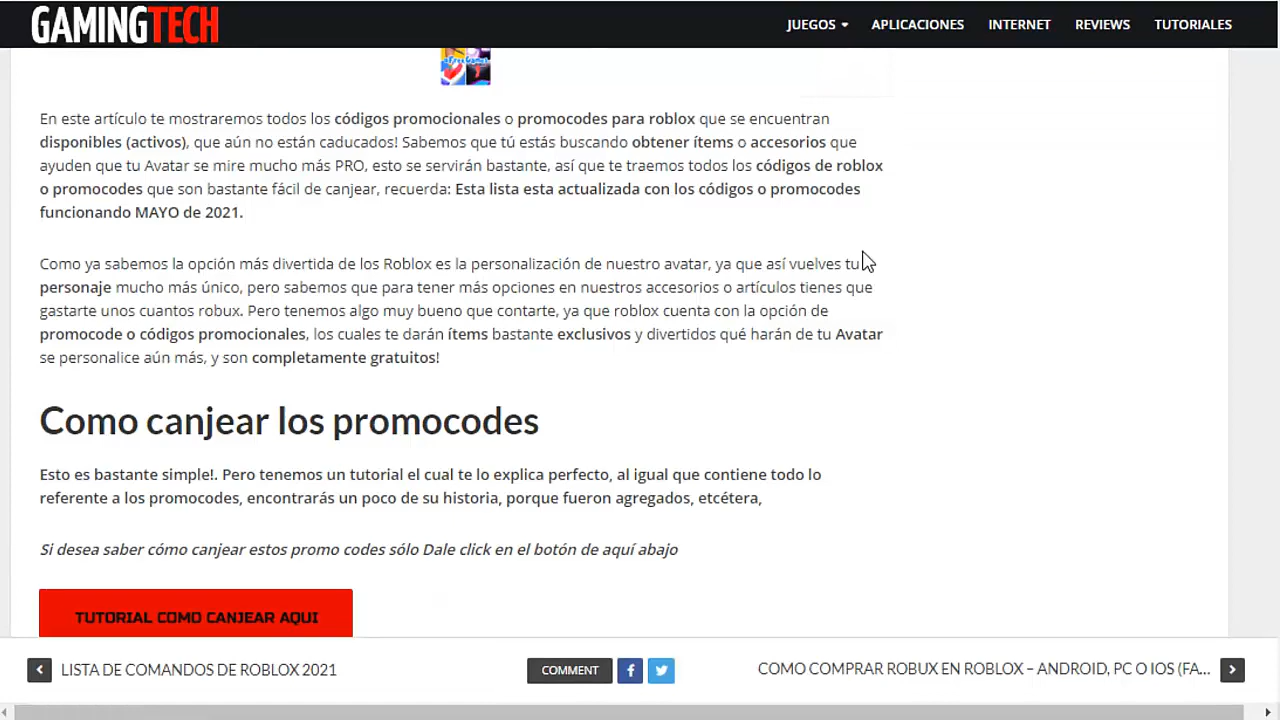 GAMINGTECH
JUEGOS
APLICACIONES
INTERNET
REVIEWS
TUTORIALES
En este artículo te mostraremos todos los códigos promocionales o promocodes para roblox que se encuentran
disponibles (activos), que aún no están caducados! Sabemos que tú estás buscando obtener ítems o accesorios que
ayuden que tu Avatar se mire mucho más PRO, esto se servirán bastante, así que te traemos todos los códigos de roblox
o promocodes que son bastante fácil de canjear, recuerda: Esta lista esta actualizada con los códigos o promocodes
funcionando MAYO de 2021.
Como ya sabemos la opción más divertida de los Roblox es la personalización de nuestro avatar, ya que así vuelves tu
personaje mucho más único, pero sabemos que para tener más opciones en nuestros accesorios o artículos tienes que
gastarte unos cuantos robux. Pero tenemos algo muy bueno que contarte, ya que roblox cuenta con la opción de
promocode o códigos promocionales, los cuales te darán ítems bastante exclusivos y divertidos qué harán de tu Avatar
se personalice aún más, y son completamente gratuitos!
Como canjear los promocodes
Esto es bastante simple!. Pero tenemos un tutorial el cual te lo explica perfecto, al igual que contiene todo lo
referente a los promocodes, encontrarás un poco de su historia, porque fueron agregados, etcétera,
Si desea saber cómo canjear estos promo codes sólo Dale click en el botón de aquí abajo
TUTORIAL COMO CANJEAR AQUI
LISTA DE COMANDOS DE ROBLOX 2021
COMMENT
COMO COMPRAR ROBUX EN ROBLOX – ANDROID, PC O IOS (FA...